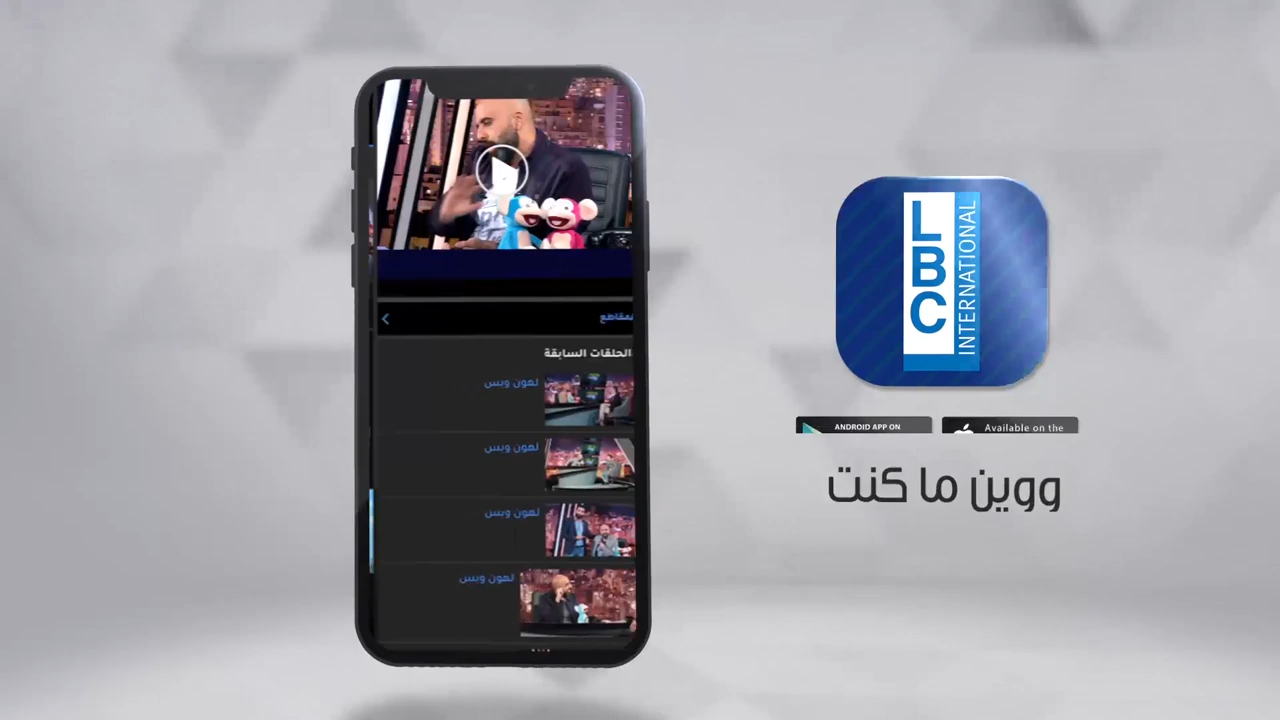 مقاطع
الحلقات السابقة
لهون وبس
لهون وبس
لهون وبس
لهون وبس
LBC
INTERNATIONAL
ANDROID APP ON
Available on the
ووين ما كنت